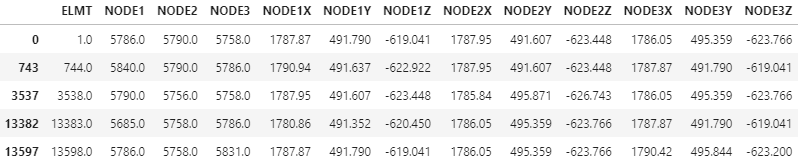 ELMT NODE1 NODE2 NODE3 NODE1X NODE1Y NODE1Z NODE2X NODE2Y NODE2Z NODE3X NODE3Y NODE3Z
0 1.0 5786.0 5790.0 5758.0 1787.87 491.790 -619.041 1787.95 491.607 -623.448 1786.05 495.359 -623.766
743 744.0 5840.0 5790.0 5786.0 1790.94 491.637 -622.922 1787.95 491.607 -623.448 1787.87 491.790 -619.041
3537 3538.0 5790.0 5756.0 5758.0 1787.95 491.607 -623.448 1785.84 495.871 -626.743 1786.05 495.359 -623.766
13382 13383.0 5685.0 5758.0 5786.0 1780.86 491.352 -620.450 1786.05 495.359 -623.766 1787.87 491.790 -619.041
13597 13598.0 5786.0 5758.0 5831.0 1787.87 491.790 -619.041 1786.05 495.359 -623.766 1790.42 495.844 -623.200